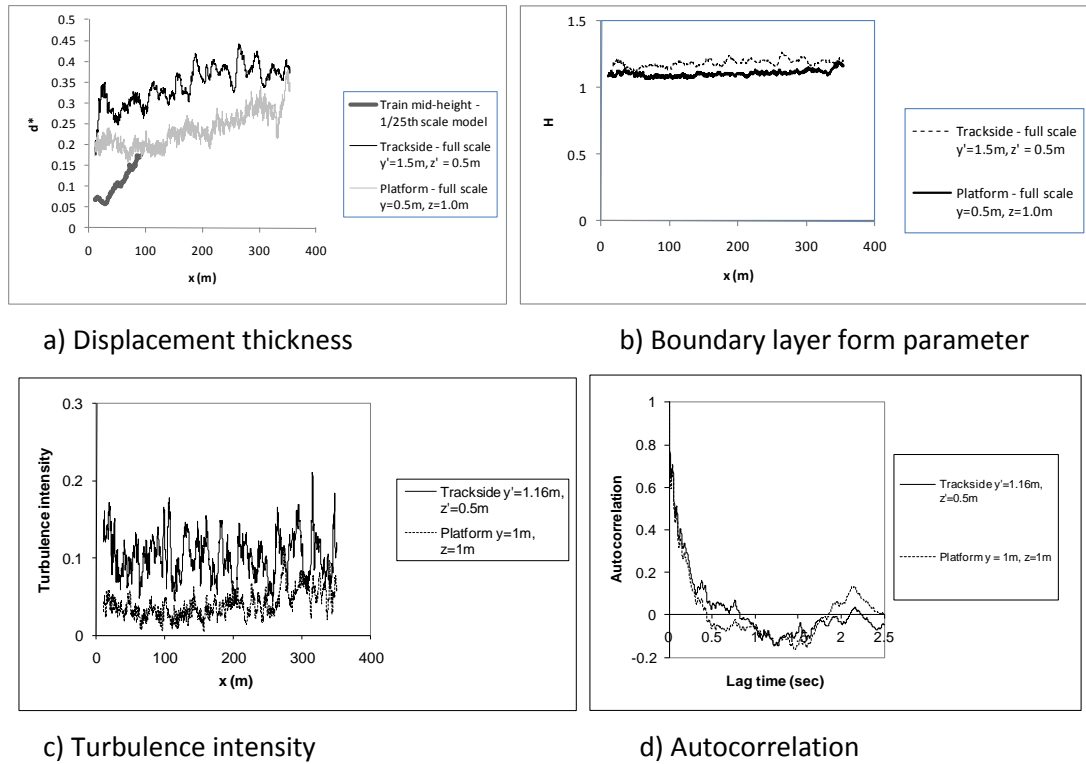 0.5
0.45
0.4
0.35
0.3
0.25
0.2
0.15
0.1
0.05
0
d*
0 100 200 300 400
x (m)
Train mid-height -
1/25th scale model
Trackside - full scale
y'=1.5m, z' = 0.5m
Platform - full scale
y=0.5m, z=1.0m
a) Displacement thickness
1.5
1
0.5
0
H
0 100 200 300 400
x (m)
Trackside - full scale
y'=1.5m, z' = 0.5m
Platform - full scale
y=0.5m, z=1.0m
b) Boundary layer form parameter
0.3
0.2
0.1
0
Turbulence intensity
0 100 200 300 400
x (m)
Trackside y'=1.16m,
z'=0.5m
Platform y=1m,
z=1m
c) Turbulence intensity
1
0.8
0.6
0.4
0.2
0
-0.2
Autocorrelation
0 0.5 1 1.5 2 2.5
Lag time (sec)
Trackside y'=1.16m,
z'=0.5m
Platform y = 1m, z=1m
d) Autocorrelation